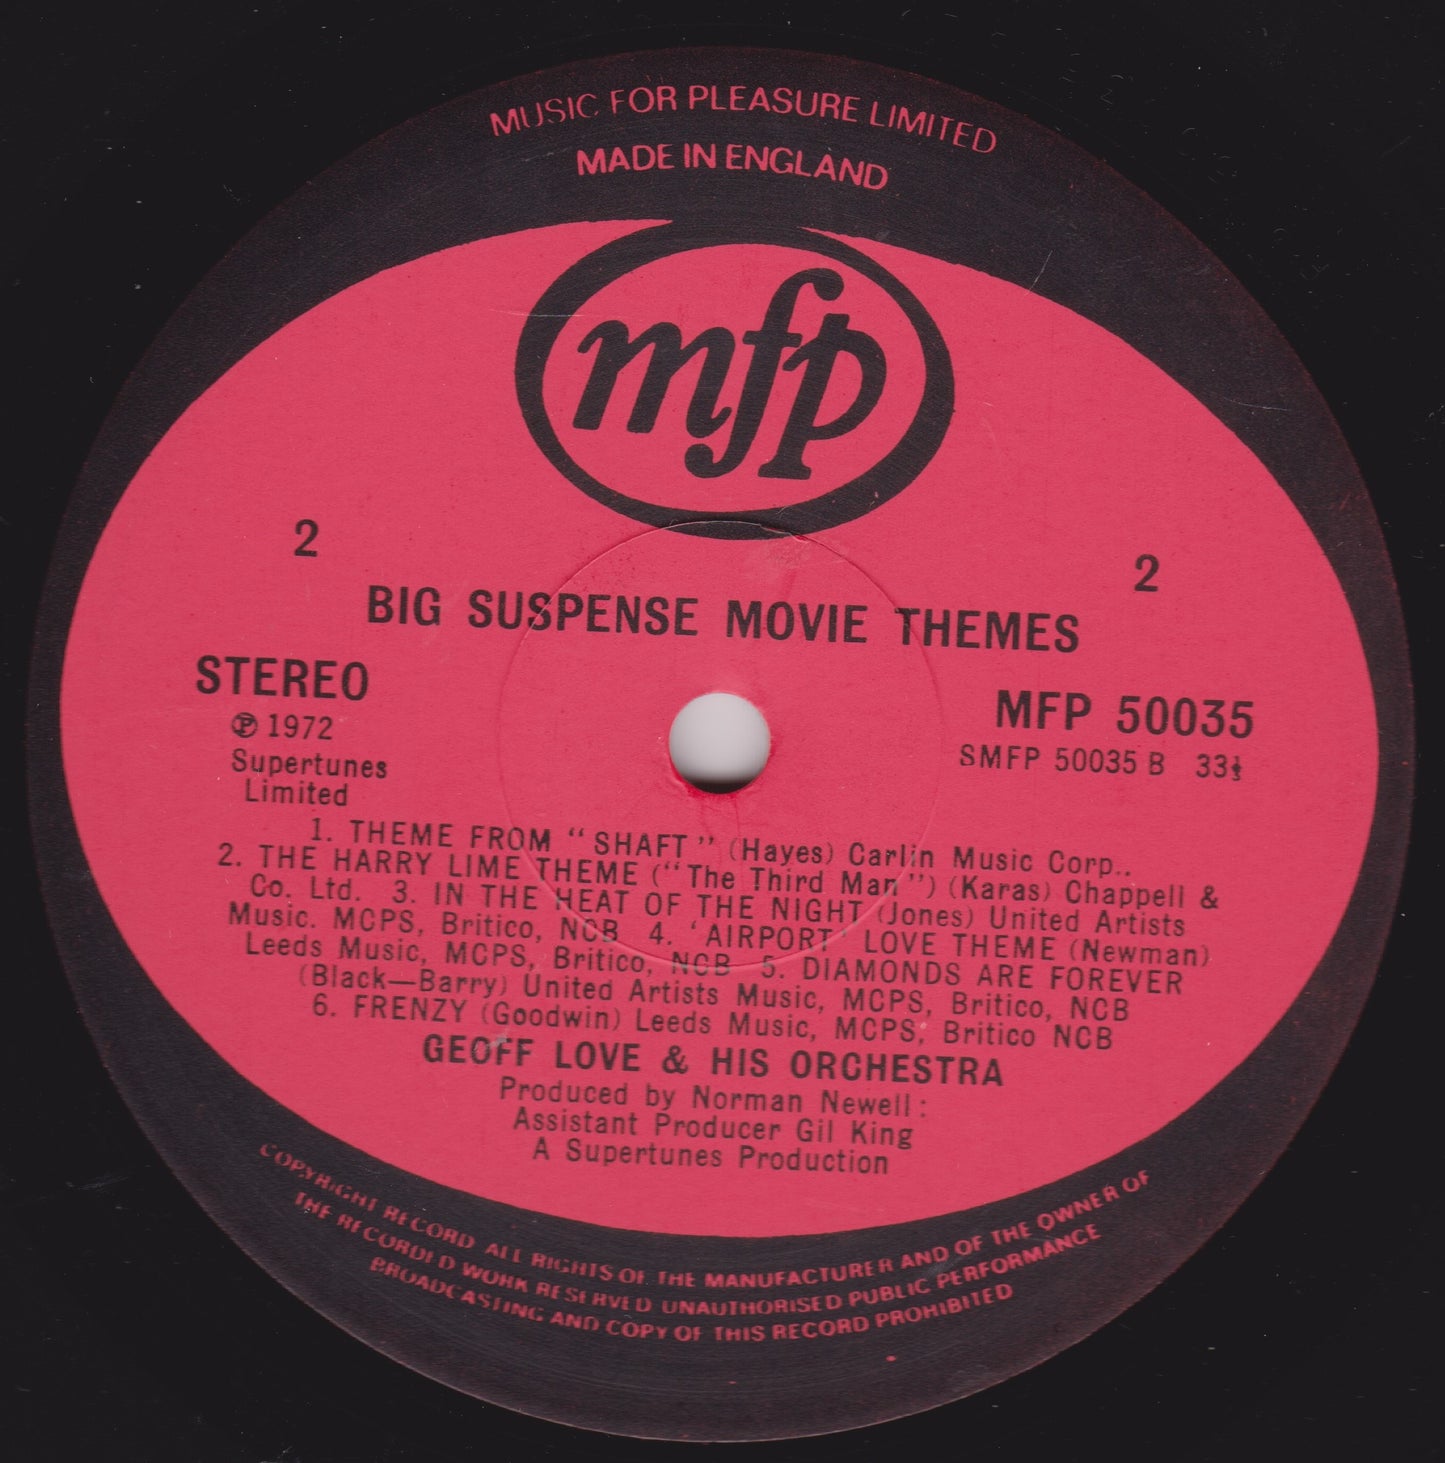 MUSIC FOR PLEASURE LIMITED
MADE IN ENGLAND
mfp
2
2
BIG SUSPENSE MOVIE THEMES
STEREO
MFP 50035
℗ 1972
SMFP 50035 B 33⅓
Supertunes
Limited
1. THEME FROM "SHAFT" (Hayes) Carlin Music Corp..
2. THE HARRY LIME THEME ("The Third Man") (Karas) Chappell &
Co. Ltd. 3. IN THE HEAT OF THE NIGHT (Jones) United Artists
Music. MCPS, Britico, NCB 4. 'AIRPORT' LOVE THEME (Newman)
Leeds Music, MCPS, Britico, NCB 5. DIAMONDS ARE FOREVER
(Black—Barry) United Artists Music, MCPS, Britico, NCB
6. FRENZY (Goodwin) Leeds Music, MCPS, Britico NCB
GEOFF LOVE & HIS ORCHESTRA
Produced by Norman Newell:
Assistant Producer Gil King
A Supertunes Production
COPYRIGHT RECORD ALL RIGHTS OF THE MANUFACTURER AND OF THE OWNER OF
THE RECORDED WORK RESERVED UNAUTHORISED PUBLIC PERFORMANCE
BROADCASTING AND COPY OF THIS RECORD PROHIBITED